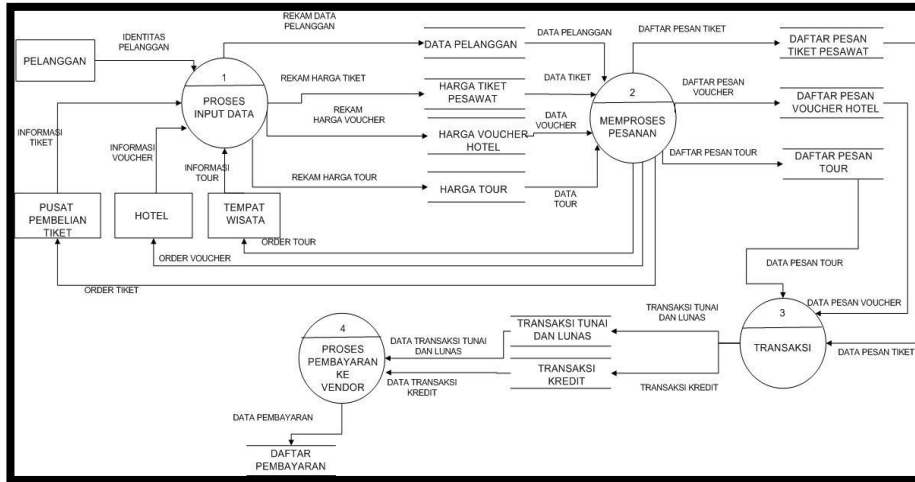 REKAM DATA
PELANGGAN
IDENTITAS
PELANGGAN
PELANGGAN
DATA PELANGGAN
DATA PELANGGAN
DAFTAR PESAN TIKET
DAFTAR PESAN
TIKET PESAWAT
1
PROSES
INPUT DATA
REKAM HARGA TIKET
HARGA TIKET
PESAWAT
DATA TIKET
2
MEMPROSES
PESANAN
DAFTAR PESAN
VOUCHER
DAFTAR PESAN
VOUCHER HOTEL
REKAM
HARGA VOUCHER
HARGA VOUCHER
HOTEL
DATA
VOUCHER
INFORMASI
TIKET
INFORMASI
VOUCHER
INFORMASI
TOUR
DAFTAR PESAN TOUR
DAFTAR PESAN
TOUR
REKAM HARGA TOUR
HARGA TOUR
DATA
TOUR
PUSAT
PEMBELIAN
TIKET
HOTEL
TEMPAT
WISATA
ORDER TOUR
ORDER VOUCHER
ORDER TIKET
DATA PESAN TOUR
DATA PESAN VOUCHER
3
TRANSAKSI
DATA PESAN TIKET
TRANSAKSI TUNAI
DAN LUNAS
TRANSAKSI TUNAI
DAN LUNAS
TRANSAKSI KREDIT
TRANSAKSI
KREDIT
DATA TRANSAKSI TUNAI
DAN LUNAS
DATA TRANSAKSI
KREDIT
4
PROSES
PEMBAYARAN
KE
VENDOR
DATA PEMBAYARAN
DAFTAR
PEMBAYARAN